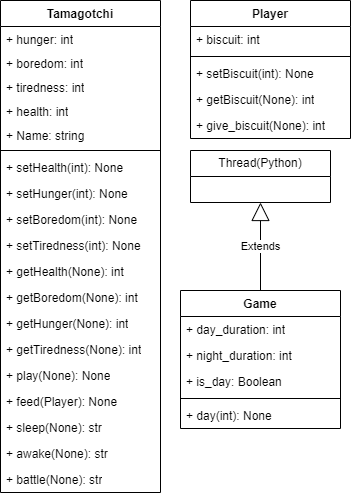 Tamagotchi
+ hunger: int
+ boredom: int
+ tiredness: int
+ health: int
+ Name: string
+ setHealth(int): None
+ setHunger(int): None
+ setBoredom(int): None
+ setTiredness(int): None
+ getHealth(None): int
+ getBoredom(None): int
+ getHunger(None): int
+ getTiredness(None): int
+ play(None): None
+ feed(Player): None
+ sleep(None): str
+ awake(None): str
+ battle(None): str
Player
+ biscuit: int
+ setBiscuit(int): None
+ getBiscuit(None): int
+ give_biscuit(None): int
Thread(Python)
Extends
Game
+ day_duration: int
+ night_duration: int
+ is_day: Boolean
+ day(int): None